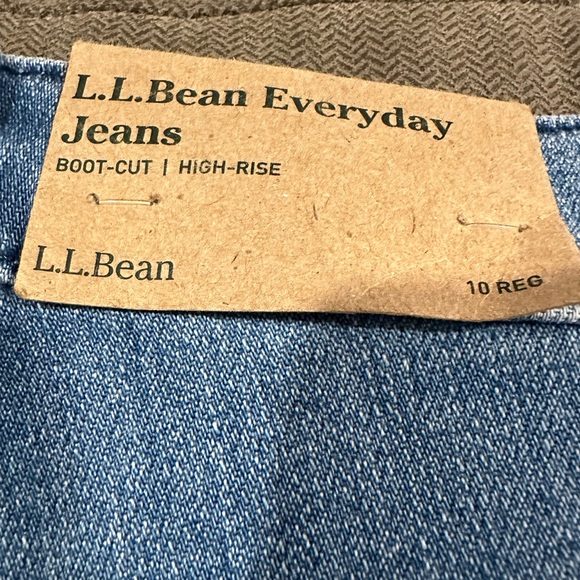 L.L.Bean Everyday
Jeans
BOOT-CUT | HIGH-RISE
L.L.Bean
10 REG